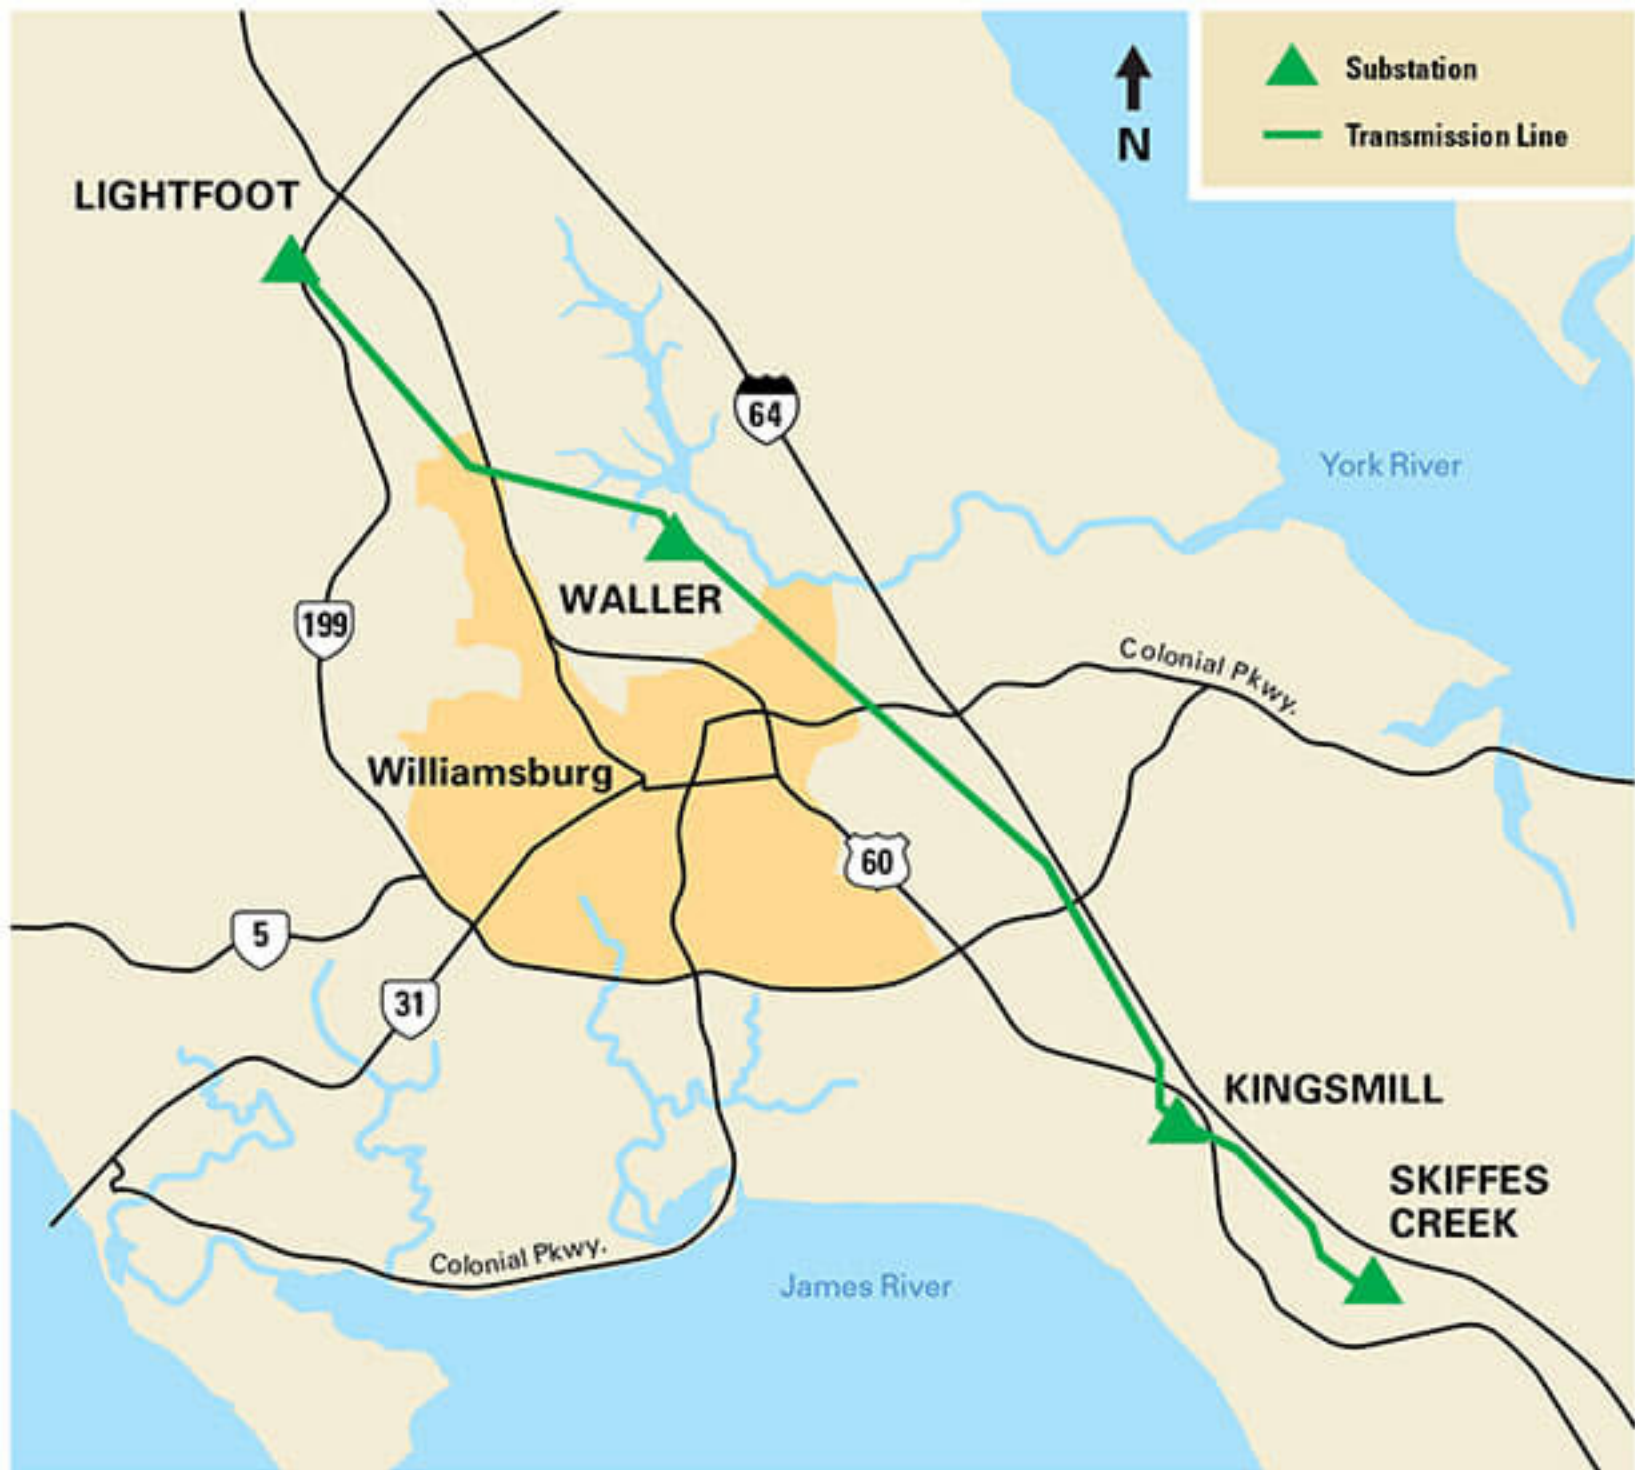 Substation
Transmission Line
N
LIGHTFOOT
64
York River
WALLER
199
Colonial Pkwy.
Williamsburg
60
5
31
KINGSMILL
SKIFFES
CREEK
Colonial Pkwy.
James River